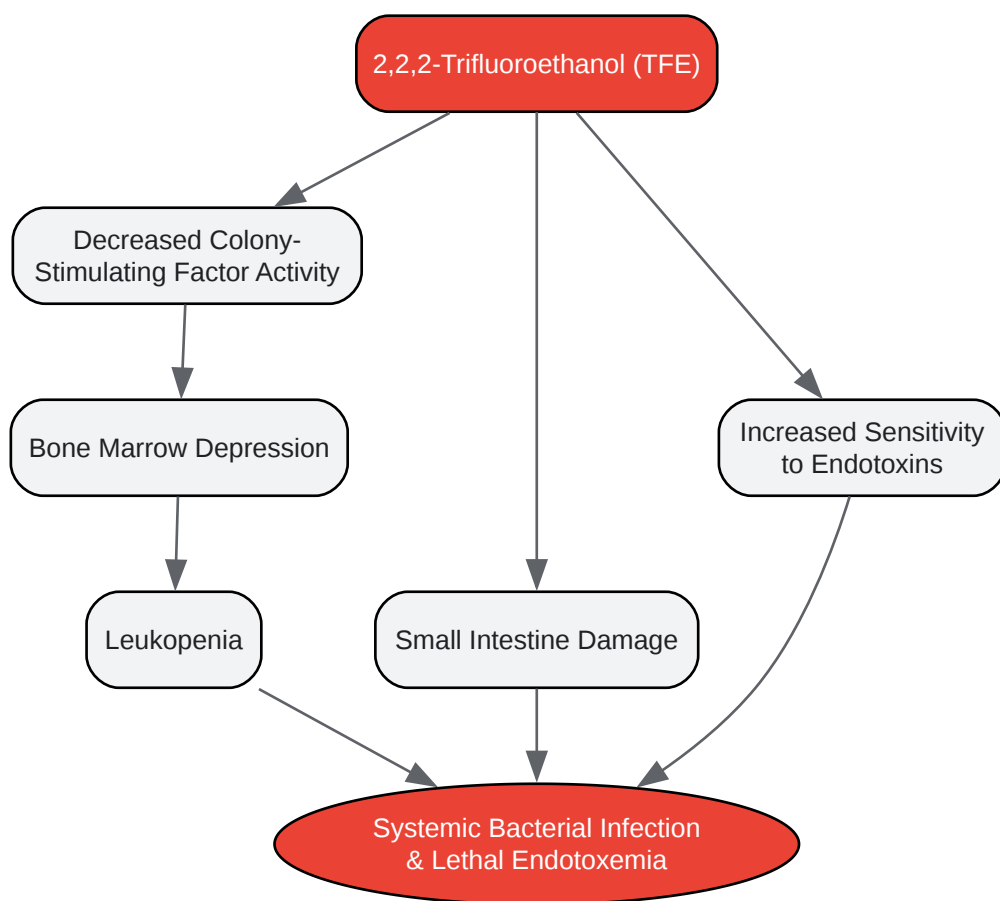 2,2,2-Trifluoroethanol (TFE)
Decreased Colony-
Stimulating Factor Activity
Bone Marrow Depression
Increased Sensitivity
to Endotoxins
Leukopenia
Small Intestine Damage
Systemic Bacterial Infection
& Lethal Endotoxemia